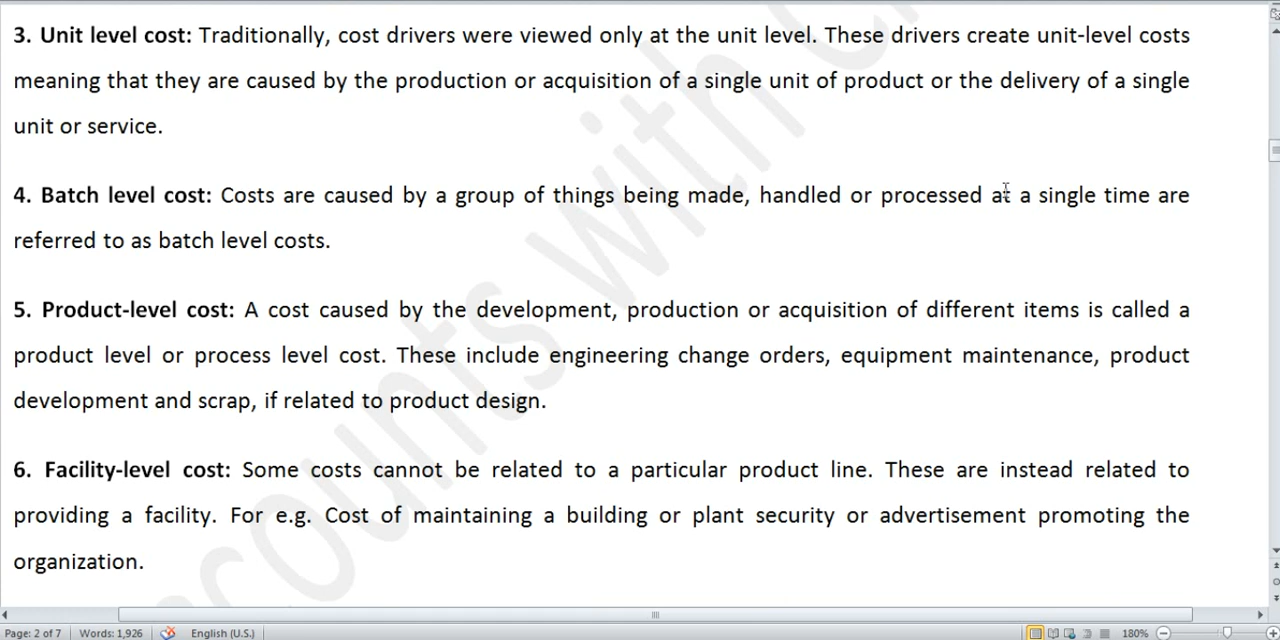 3. Unit level cost: Traditionally, cost drivers were viewed only at the unit level. These drivers create unit-level costs
meaning that they are caused by the production or acquisition of a single unit of product or the delivery of a single
unit or service.
4. Batch level cost: Costs are caused by a group of things being made, handled or processed at a single time are
referred to as batch level costs.
5. Product-level cost: A cost caused by the development, production or acquisition of different items is called a
product level or process level cost. These include engineering change orders, equipment maintenance, product
development and scrap, if related to product design.
6. Facility-level cost: Some costs cannot be related to a particular product line. These are instead related to
providing a facility. For e.g. Cost of maintaining a building or plant security or advertisement promoting the
organization.
Page: 2 of 7 Words: 1,926 English (U.S.) 180%